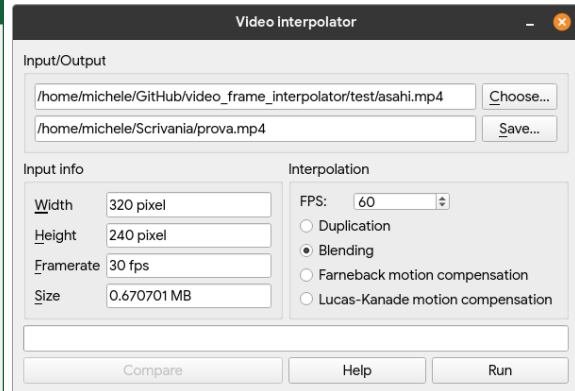 Video interpolator
Input/Output
/home/michele/GitHub/video_frame_interpolator/test/asahi.mp4 Choose...
/home/michele/Scrivania/prova.mp4 Save...
Input info
Width 320 pixel
Height 240 pixel
Framerate 30 fps
Size 0.670701 MB
Interpolation
FPS: 60
Duplication
Blending
Farneback motion compensation
Lucas-Kanade motion compensation
Compare Help Run